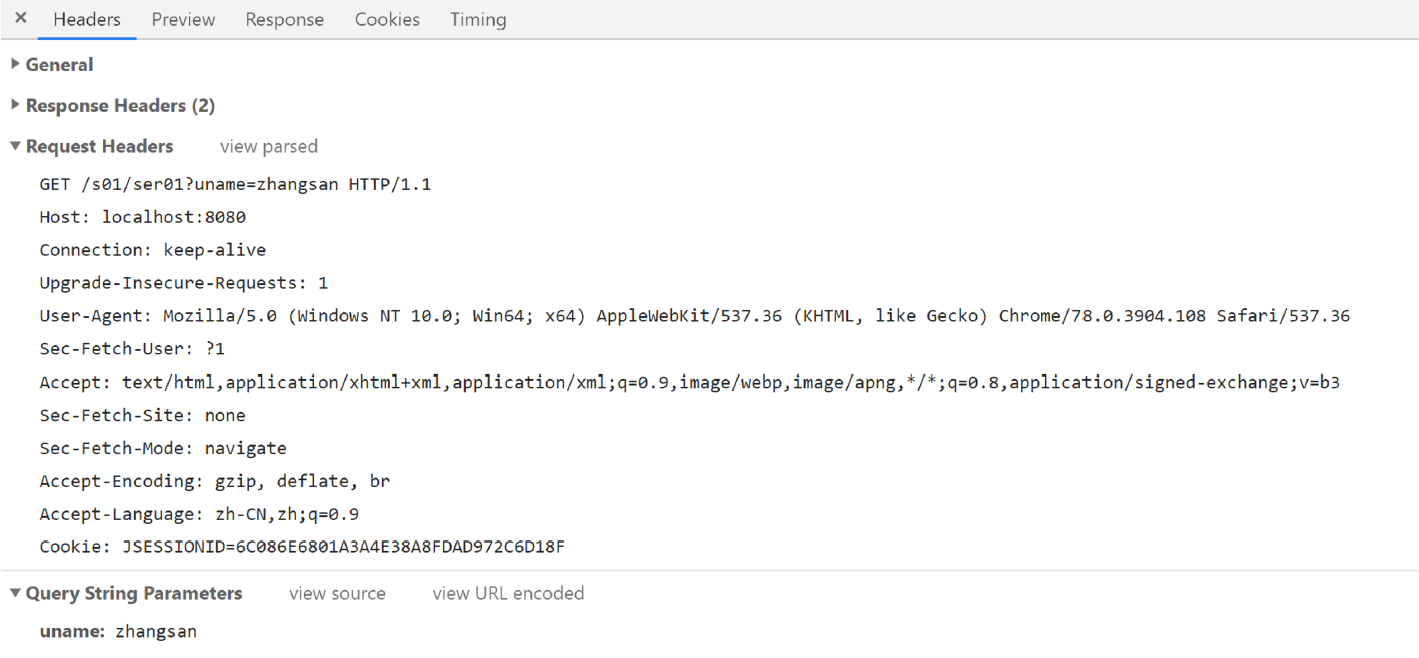 × Headers Preview Response Cookies Timing
General
Response Headers (2)
Request Headers view parsed
GET /s01/ser01?uname=zhangsan HTTP/1.1
Host: localhost:8080
Connection: keep-alive
Upgrade-Insecure-Requests: 1
User-Agent: Mozilla/5.0 (Windows NT 10.0; Win64; x64) AppleWebKit/537.36 (KHTML, like Gecko) Chrome/78.0.3904.108 Safari/537.36
Sec-Fetch-User: ?1
Accept: text/html,application/xhtml+xml,application/xml;q=0.9,image/webp,image/apng,*/*;q=0.8,application/signed-exchange;v=b3
Sec-Fetch-Site: none
Sec-Fetch-Mode: navigate
Accept-Encoding: gzip, deflate, br
Accept-Language: zh-CN,zh;q=0.9
Cookie: JSESSIONID=6C086E6801A3A4E38A8FDAD972C6D18F
Query String Parameters view source view URL encoded
uname: zhangsan